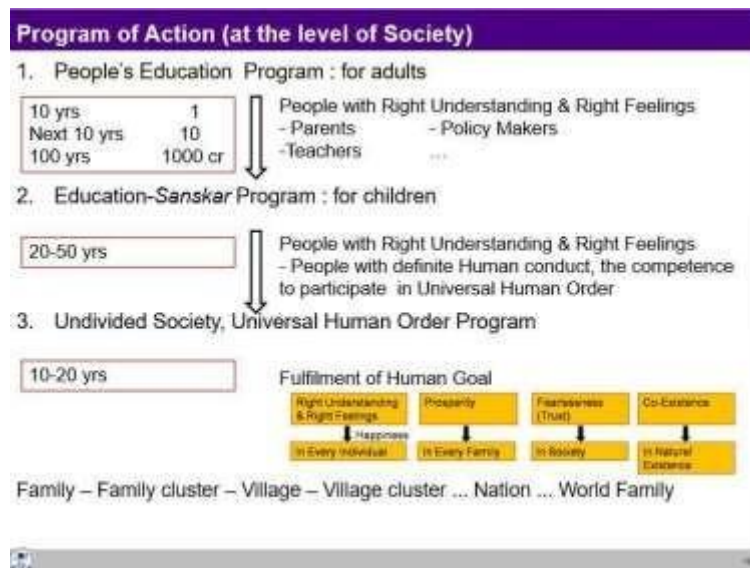 Program of Action (at the level of Society)
1. People's Education Program : for adults
10 yrs 1
Next 10 yrs 10
100 yrs 1000 cr
People with Right Understanding & Right Feelings
- Parents - Policy Makers
-Teachers ...
2. Education-Sanskar Program : for children
20-50 yrs
People with Right Understanding & Right Feelings
- People with definite Human conduct, the competence
to participate in Universal Human Order
3. Undivided Society, Universal Human Order Program
10-20 yrs
Fulfilment of Human Goal
Right Understanding
& Right Feelings
Prosperity
Fearlessness
(Trust)
Co-Existence
Happiness
In Every Individual
In Every Family
In Society
In Natural
Existence
Family – Family cluster – Village – Village cluster ... Nation ... World Family